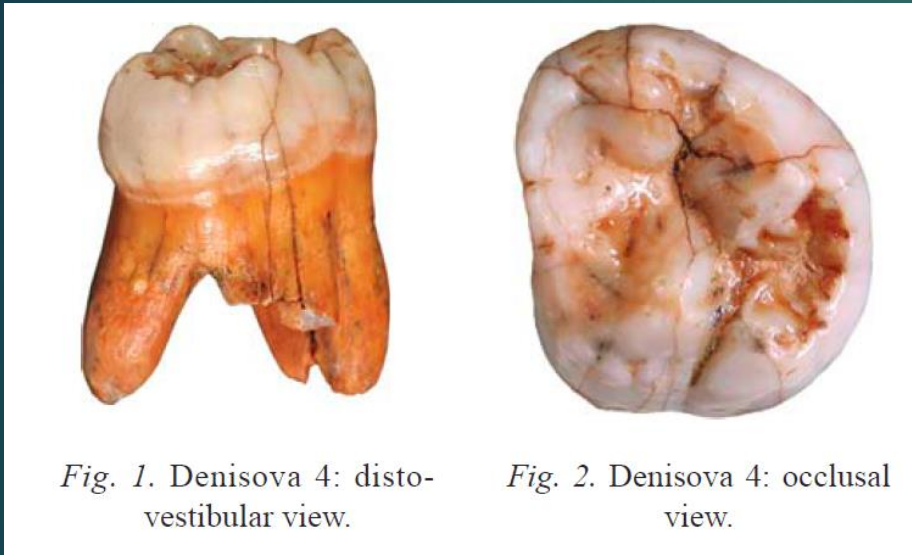 Fig. 1. Denisova 4: disto-
vestibular view.
Fig. 2. Denisova 4: occlusal
view.